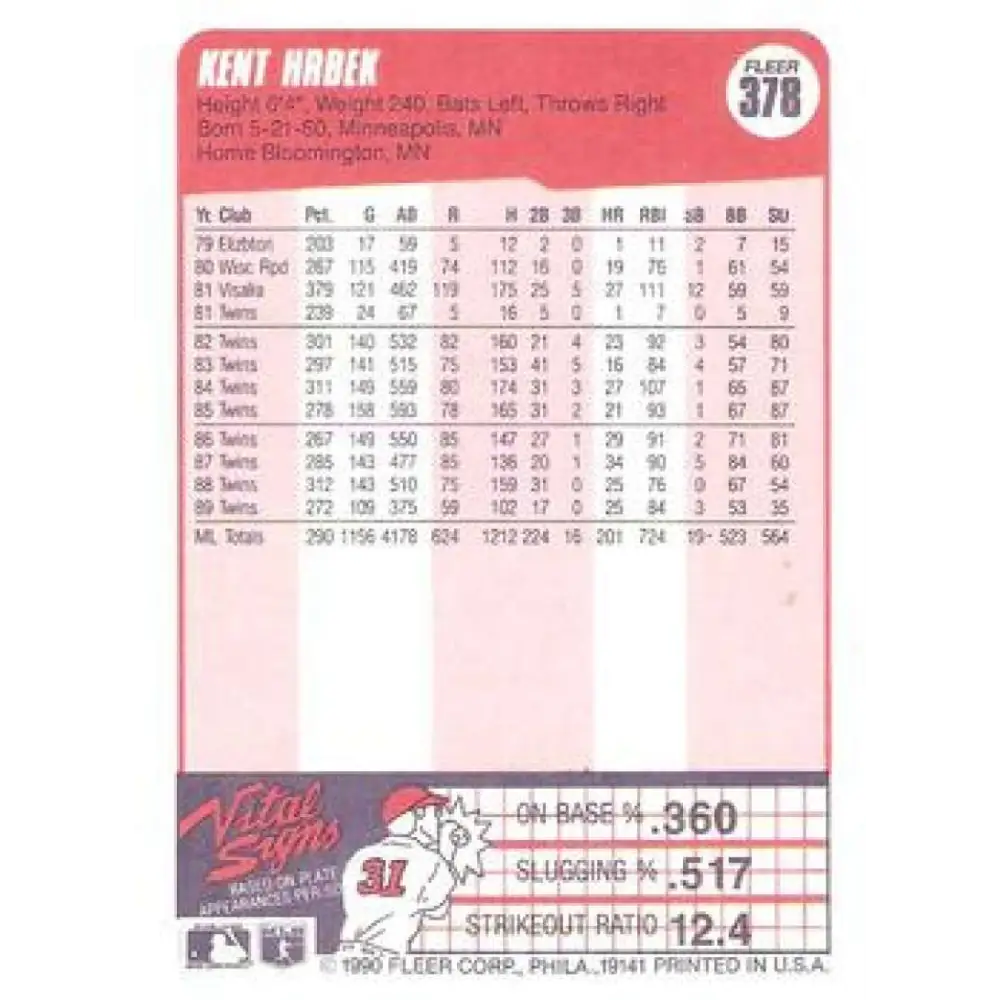 KENT HRBEK
FLEER
378
Height 6'4", Weight 240, Bats Left, Throws Right
Born 5-21-60, Minneapolis, MN
Home Bloomington, MN
Yr. Club Pct. G AB R H 2B 3B HR RBI SB BB SO
79 Elizbton 203 17 59 5 12 2 0 1 11 2 7 15
80 Wisc Rpd 267 115 419 74 112 16 0 19 76 1 61 54
81 Visalia 379 121 462 119 175 25 5 27 111 12 59 59
81 Twins 239 24 67 5 16 5 0 1 7 0 5 9
82 Twins 301 140 532 82 160 21 4 23 92 3 54 80
83 Twins 297 141 515 75 153 41 5 16 84 4 57 71
84 Twins 311 149 559 80 174 31 3 27 107 1 65 87
85 Twins 278 158 593 78 165 31 2 21 93 1 67 87
86 Twins 267 149 550 85 147 27 1 29 91 2 71 81
87 Twins 285 143 477 85 136 20 1 34 90 5 84 60
88 Twins 312 143 510 75 159 31 0 25 76 0 67 54
89 Twins 272 109 375 59 102 17 0 25 84 3 53 35
ML Totals 290 1156 4178 624 1212 224 16 201 724 19 523 564
Vital Signs
BASED ON PLATE
APPEARANCES PER
31
ON BASE % .360
SLUGGING % .517
STRIKEOUT RATIO 12.4
© 1990 FLEER CORP., PHILA., 19141 PRINTED IN U.S.A.